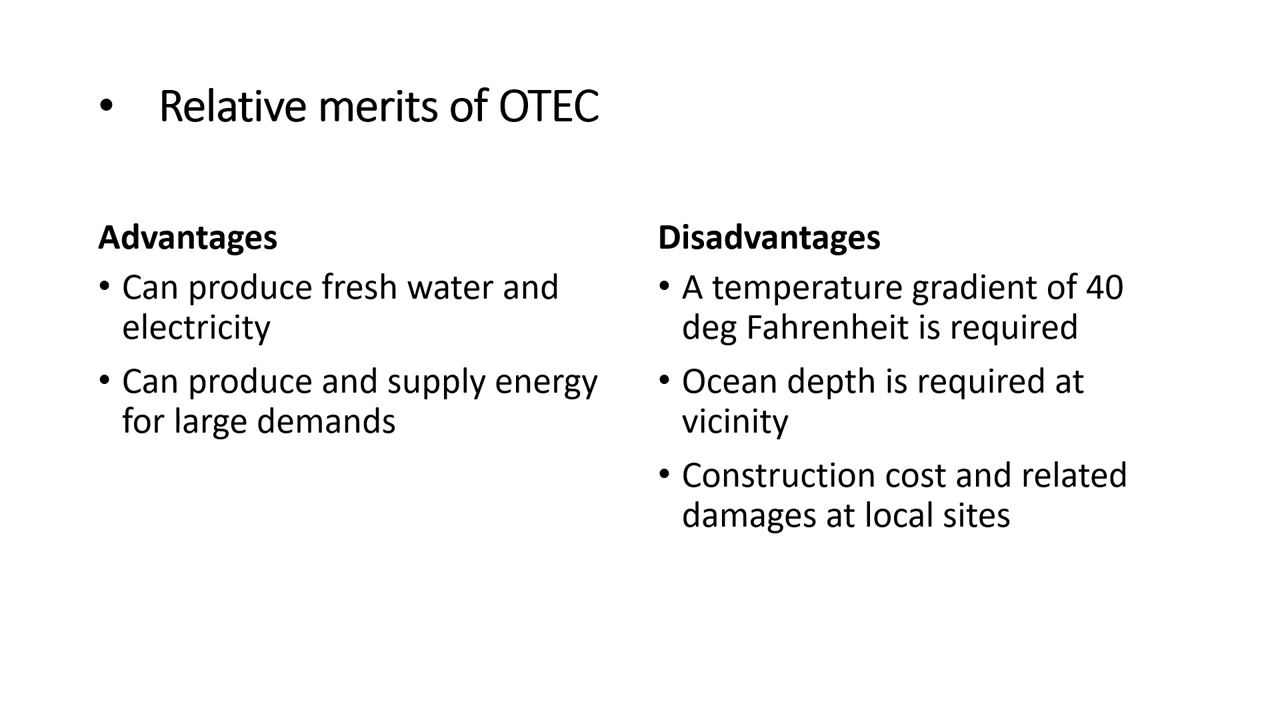 • Relative merits of OTEC
Advantages
• Can produce fresh water and
electricity
• Can produce and supply energy
for large demands
Disadvantages
• A temperature gradient of 40
deg Fahrenheit is required
• Ocean depth is required at
vicinity
• Construction cost and related
damages at local sites